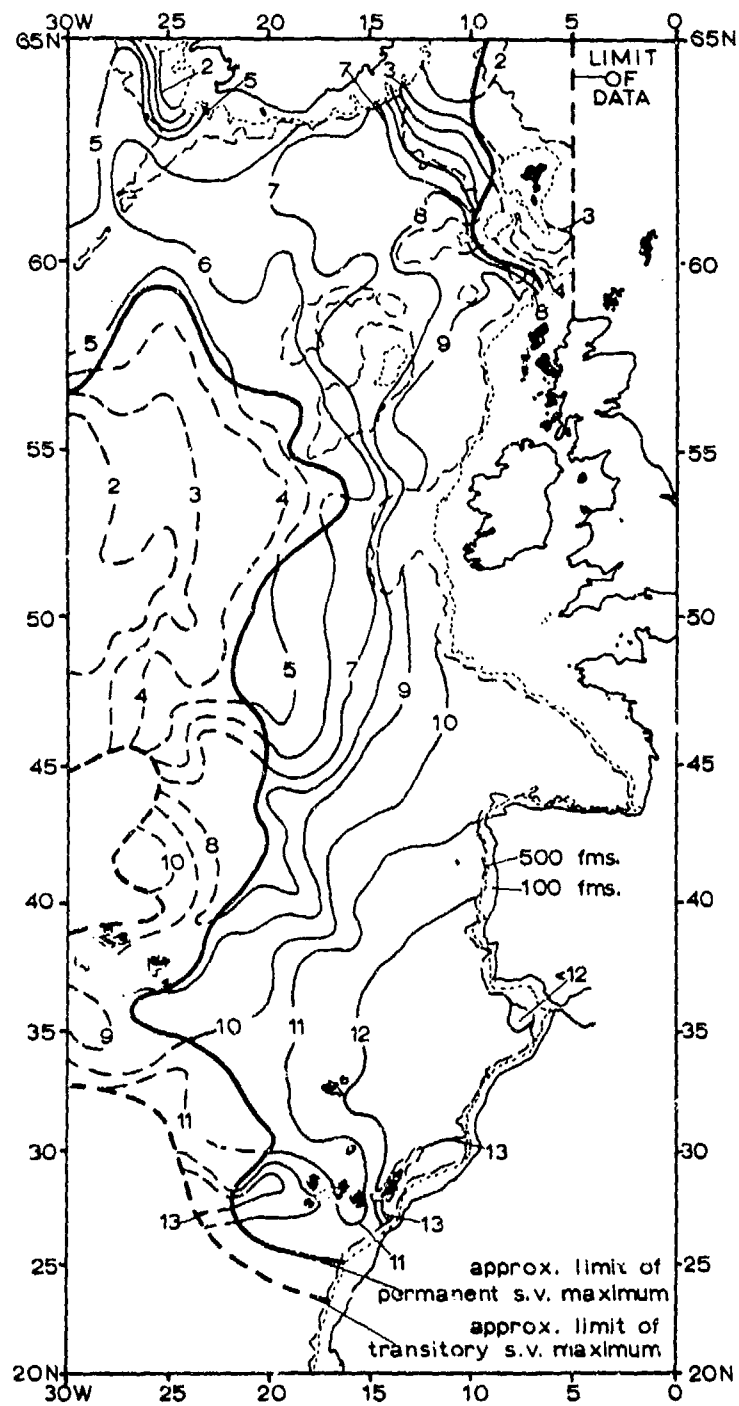 30W 25 20 15 10 5 0
65N 65N
LIMIT
OF
DATA
2 5 7 3 2
5
7
8 3
6
60 60
4
8
5 9
55 55
2 3 4
50 50
5 7 9
4 10
45 45
8
10
500 fms.
40 100 fms. 40
<12
10 11 12
35 35
9
11
30 13 30
13 13
11
25 approx. limit of 25
permanent s.v. maximum
approx. limit of
transitory s.v. maximum
20N 20N
30W 25 20 15 10 5 0